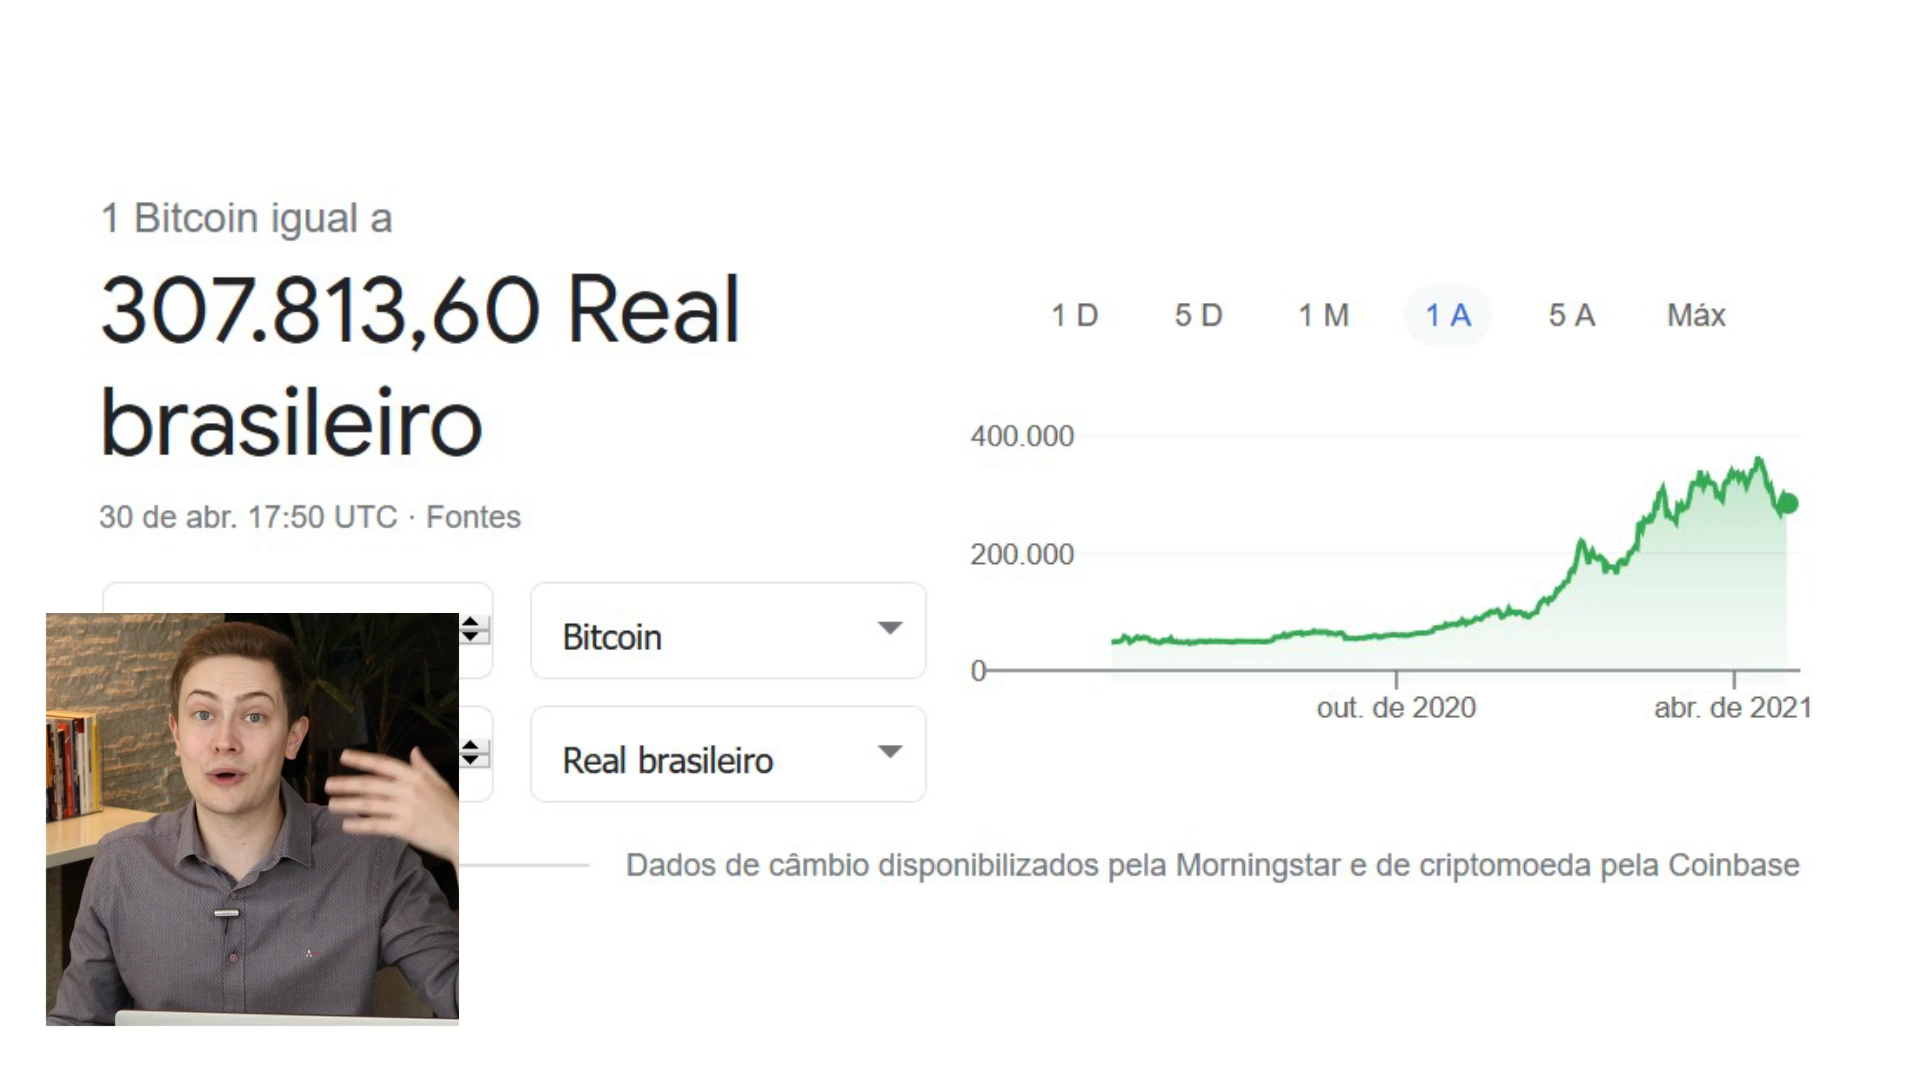 1 Bitcoin igual a
307.813,60 Real
brasileiro
30 de abr. 17:50 UTC · Fontes
Bitcoin
Real brasileiro
1 D 5 D 1 M 1 A 5 A Máx
400.000
200.000
0
out. de 2020 abr. de 2021
Dados de câmbio disponibilizados pela Morningstar e de criptomoeda pela Coinbase